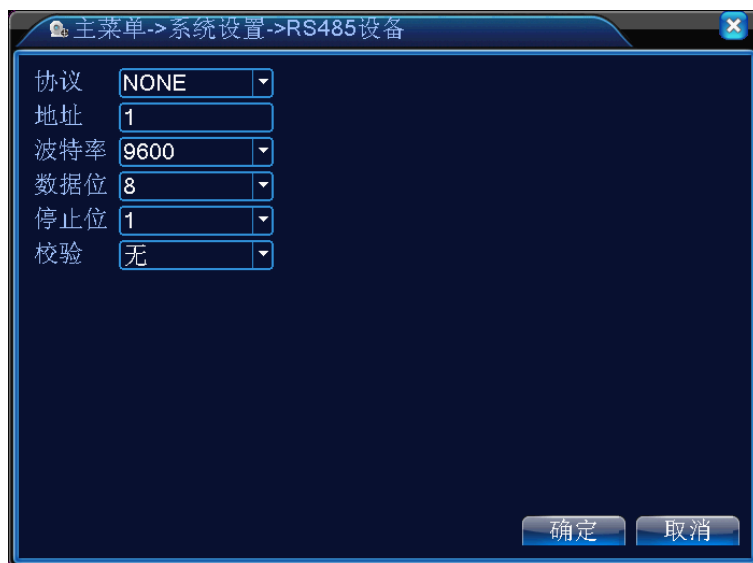 主菜单->系统设置->RS485设备
协议 NONE
地址 1
波特率 9600
数据位 8
停止位 1
校验 无
确定 取消